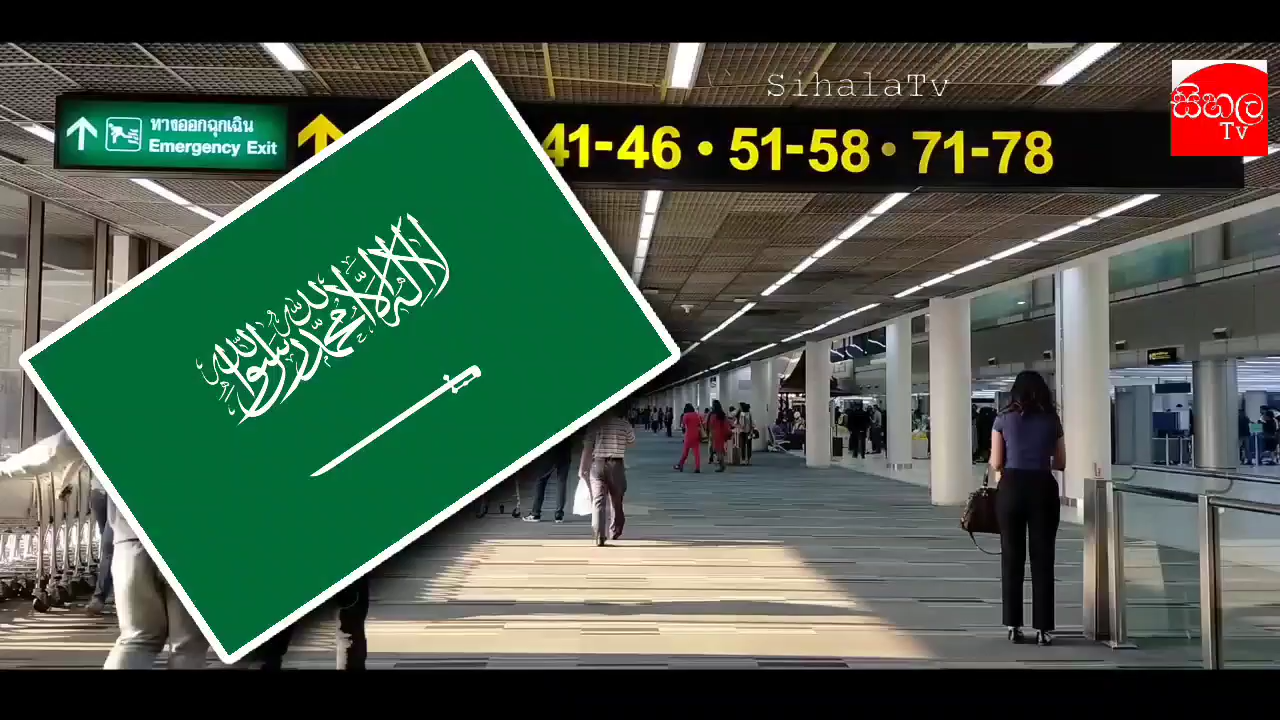 SihalaTv
සිහල
Tv
ทางออกฉุกเฉิน
Emergency Exit
41-46 • 51-58 • 71-78
لا إله إلا الله محمد رسول الله